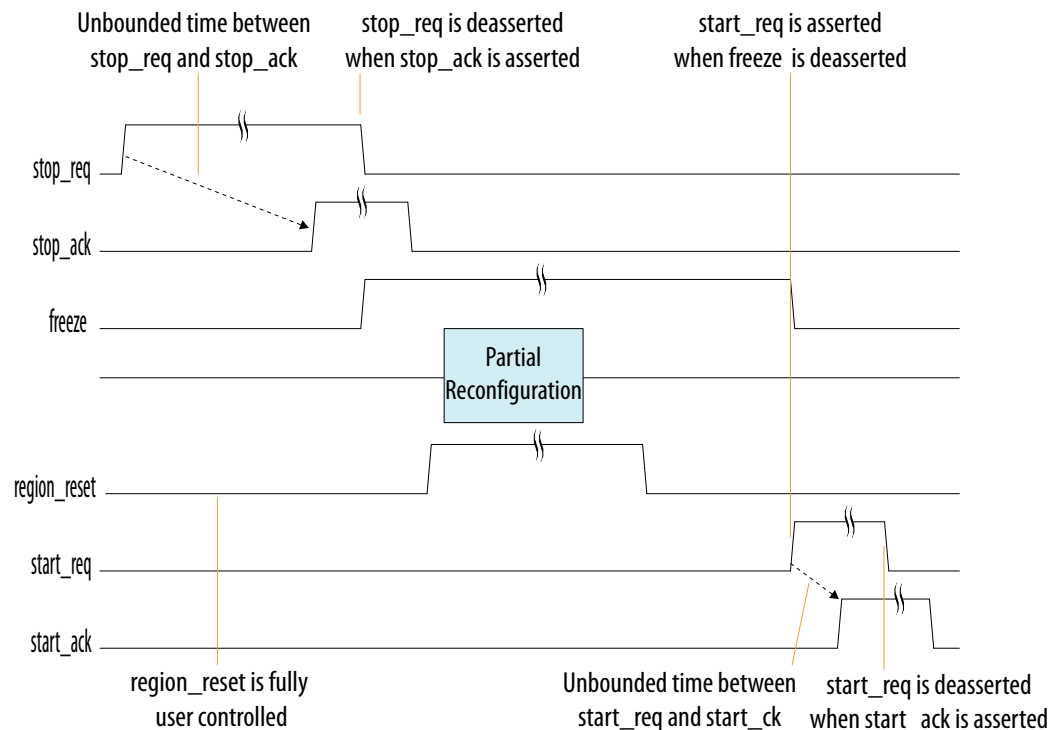 Unbounded time between
stop_req and stop_ack
stop_req is deasserted
when stop_ack is asserted
start_req is asserted
when freeze is deasserted
stop_req
stop_ack
freeze
Partial
Reconfiguration
region_reset
start_req
start_ack
region_reset is fully
user controlled
Unbounded time between
start_req and start_ck
start_req is deasserted
when start ack is asserted